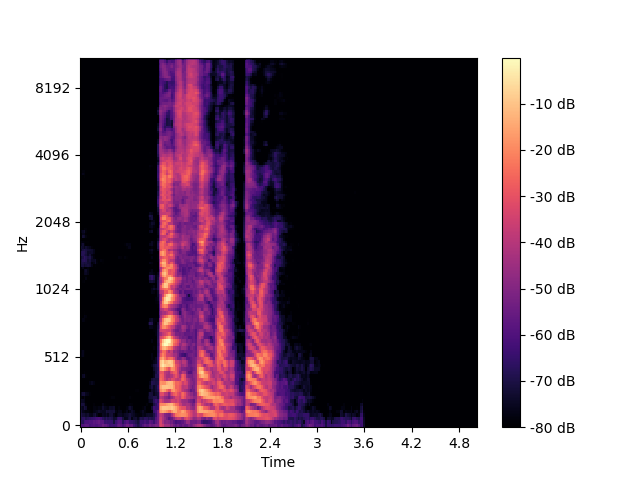 8192
4096
2048
1024
512
0
Hz
0 0.6 1.2 1.8 2.4 3 3.6 4.2 4.8
Time
-10 dB
-20 dB
-30 dB
-40 dB
-50 dB
-60 dB
-70 dB
-80 dB